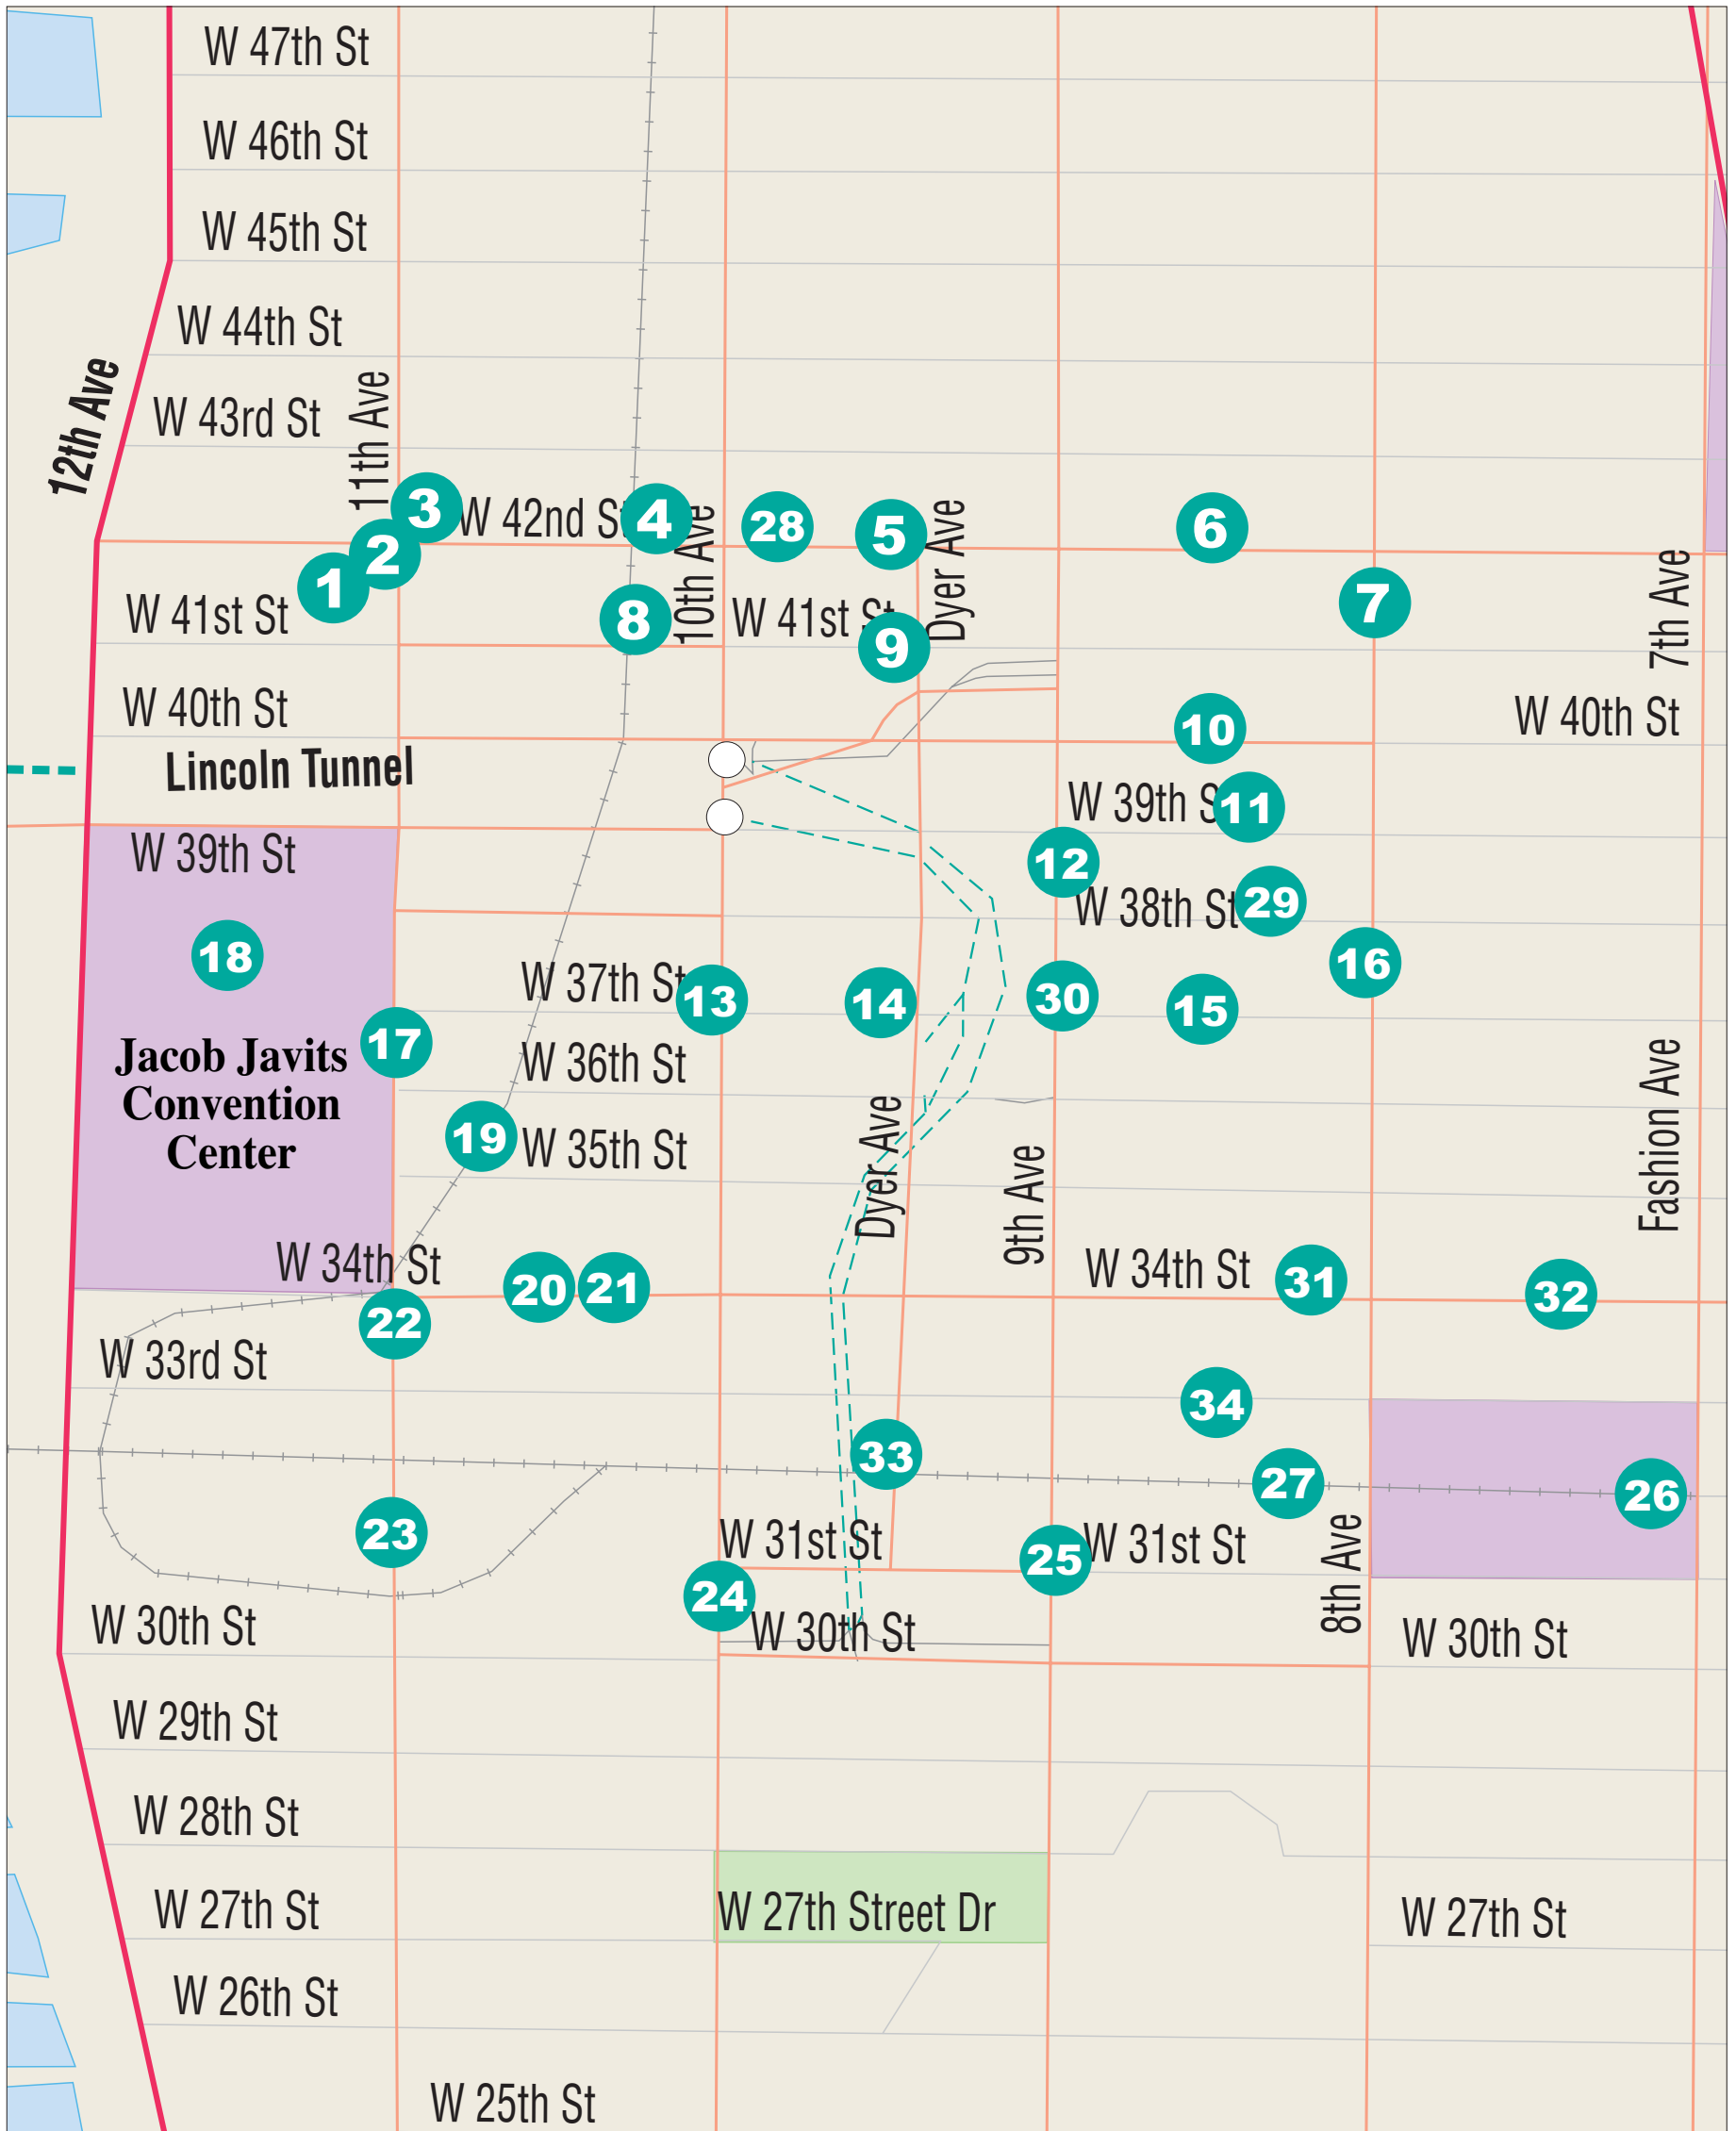 W 47th St
W 46th St
W 45th St
W 44th St
12th Ave
11th Ave
W 43rd St
3
W 42nd St
4
10th Ave
28
5
Dyer Ave
6
2
1
W 41st St
8
W 41st St
9
7
7th Ave
W 40th St
10
W 40th St
Lincoln Tunnel
W 39th St
11
W 39th St
12
W 38th St
29
18
16
W 37th St
13
14
30
15
17
Jacob Javits
Convention
Center
W 36th St
19
W 35th St
Dyer Ave
9th Ave
Fashion Ave
W 34th St
20
21
W 34th St
31
32
22
W 33rd St
34
33
27
26
23
W 31st St
25
W 31st St
8th Ave
24
W 30th St
W 30th St
W 30th St
W 29th St
W 28th St
W 27th St
W 27th Street Dr
W 27th St
W 26th St
W 25th St